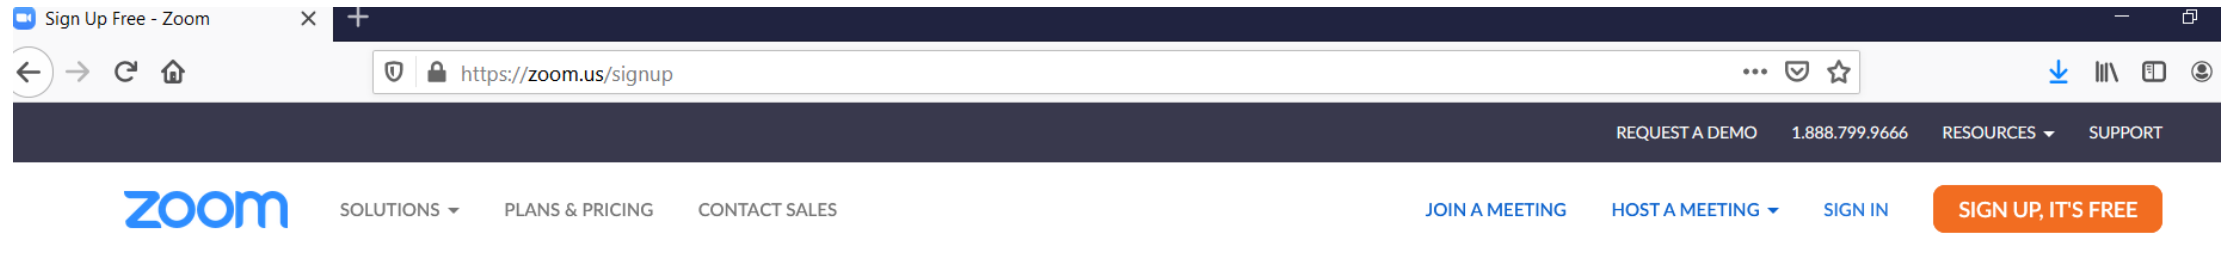 Sign Up Free - Zoom
https://zoom.us/signup
REQUEST A DEMO 1.888.799.9666 RESOURCES SUPPORT
zoom SOLUTIONS PLANS & PRICING CONTACT SALES JOIN A MEETING HOST A MEETING SIGN IN SIGN UP, IT'S FREE